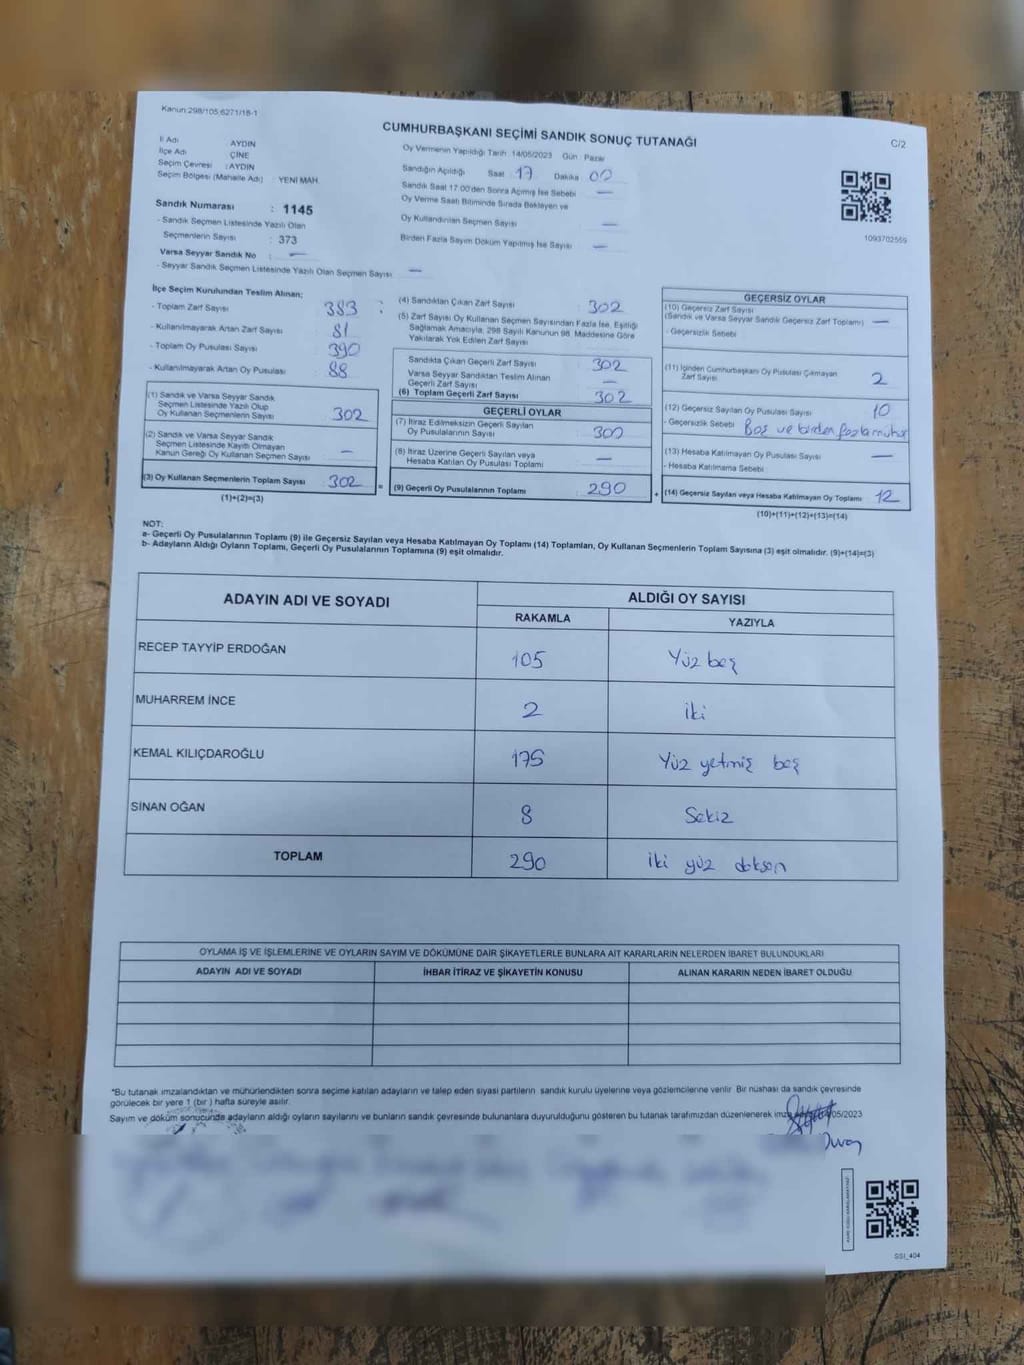 Kanun:298/105;6271/18-1
CUMHURBAŞKANI SEÇİMİ SANDIK SONUÇ TUTANAĞI
C/2
İl Adı : AYDIN
İlçe Adı : ÇİNE
Seçim Çevresi : AYDIN
Seçim Bölgesi (Mahalle Adı) : YENİ MAH.
Oy Vermenin Yapıldığı Tarih 14/05/2023 Gün Pazar
Sandığın Açıldığı Saat 17 Dakika 00
Sandık Saat 17:00'den Sonra Açılmış İse Sebebi —
Oy Verme Saati Bitiminde Sırada Bekleyen ve
Oy Kullandırılan Seçmen Sayısı —
Birden Fazla Sayım Döküm Yapılmış İse Sayısı —
1093702559
Sandık Numarası : 1145
- Sandık Seçmen Listesinde Yazılı Olan
Seçmenlerin Sayısı : 373
Varsa Seyyar Sandık No : —
- Seyyar Sandık Seçmen Listesinde Yazılı Olan Seçmen Sayısı —
İlçe Seçim Kurulundan Teslim Alınan;
- Toplam Zarf Sayısı : 383
- Kullanılmayarak Artan Zarf Sayısı : 81
- Toplam Oy Pusulası Sayısı : 390
- Kullanılmayarak Artan Oy Pusulası : 88
(1) Sandık ve Varsa Seyyar Sandık
Seçmen Listesinde Yazılı Olup
Oy Kullanan Seçmenlerin Sayısı : 302
(2) Sandık ve Varsa Seyyar Sandık
Seçmen Listesinde Kayıtlı Olmayan
Kanun Gereği Oy Kullanan Seçmen Sayısı : —
(3) Oy Kullanan Seçmenlerin Toplam Sayısı : 302
(1)+(2)=(3)
=
(4) Sandıktan Çıkan Zarf Sayısı : 302
(5) Zarf Sayısı Oy Kullanan Seçmen Sayısından Fazla İse, Eşitliği
Sağlamak Amacıyla, 298 Sayılı Kanunun 98. Maddesine Göre
Yakılarak Yok Edilen Zarf Sayısı
Sandıkta Çıkan Geçerli Zarf Sayısı : 302
Varsa Seyyar Sandıktan Teslim Alınan
Geçerli Zarf Sayısı : —
(6) Toplam Geçerli Zarf Sayısı : 302
GEÇERLİ OYLAR
(7) İtiraz Edilmeksizin Geçerli Sayılan
Oy Pusulalarının Sayısı
(8) İtiraz Üzerine Geçerli Sayılan veya
Hesaba Katılan Oy Pusulası Toplamı : —
(9) Geçerli Oy Pusulalarının Toplamı : 290
+
GEÇERSİZ OYLAR
(10) Geçersiz Zarf Sayısı
(Sandık ve Varsa Seyyar Sandık Geçersiz Zarf Toplamı) : —
- Geçersizlik Sebebi
(11) İçinden Cumhurbaşkanı Oy Pusulası Çıkmayan
Zarf Sayısı : 2
(12) Geçersiz Sayılan Oy Pusulası Sayısı : 10
- Geçersizlik Sebebi : Boş ve birden fazla mühür
(13) Hesaba Katılmayan Oy Pusulası Sayısı : —
- Hesaba Katılmama Sebebi
(14) Geçersiz Sayılan veya Hesaba Katılmayan Oy Toplamı : 12
(10)+(11)+(12)+(13)=(14)
NOT:
a- Geçerli Oy Pusulalarının Toplamı (9) ile Geçersiz Sayılan veya Hesaba Katılmayan Oy Toplamı (14) Toplamları, Oy Kullanan Seçmenlerin Toplam Sayısına (3) eşit olmalıdır. (9)+(14)=(3)
b- Adayların Aldığı Oyların Toplamı, Geçerli Oy Pusulalarının Toplamına (9) eşit olmalıdır.
ADAYIN ADI VE SOYADI
ALDIĞI OY SAYISI
RAKAMLA YAZIYLA
RECEP TAYYİP ERDOĞAN 105 Yüz beş
MUHARREM İNCE 2 iki
KEMAL KILIÇDAROĞLU 175 Yüz yetmiş beş
SİNAN OĞAN 8 Sekiz
TOPLAM 290 iki yüz doksan
OYLAMA İŞ VE İŞLEMLERİNE VE OYLARIN SAYIM VE DÖKÜMÜNE DAİR ŞİKAYETLERLE BUNLARA AİT KARARLARIN NELERDEN İBARET BULUNDUKLARI
ADAYIN ADI VE SOYADI İHBAR İTİRAZ VE ŞİKAYETİN KONUSU ALINAN KARARIN NEDEN İBARET OLDUĞU
*Bu tutanak imzalandıktan ve mühürlendikten sonra seçime katılan adayların ve talep eden siyasi partilerin sandık kurulu üyelerine veya gözlemcilerine verilir. Bir nüshası da sandık çevresinde
görülecek bir yere 1 (bir ) hafta süreyle asılır.
Sayım ve döküm sonucunda adayların aldığı oyların sayılarını ve bunların sandık çevresinde bulunanlara duyurulduğunu gösteren bu tutanak tarafımızdan düzenlenerek /05/2023
SSI_404